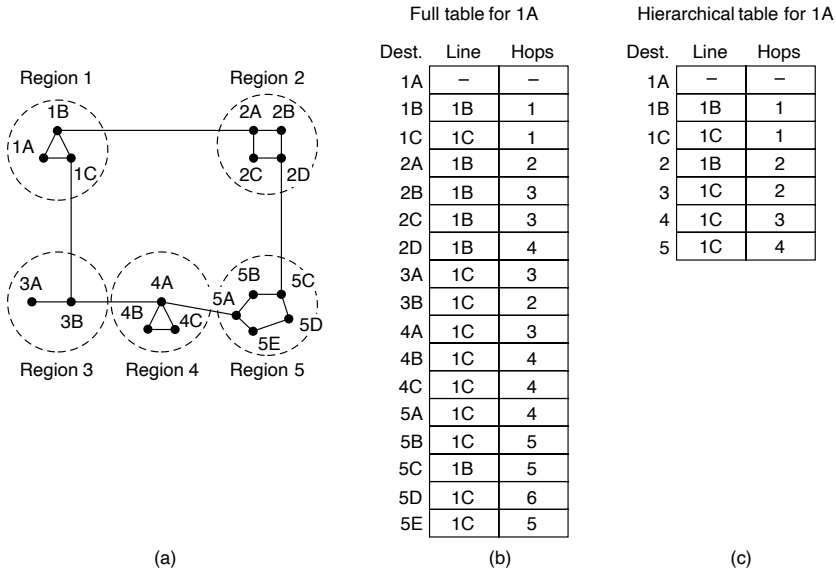 Full table for 1A
Hierarchical table for 1A
Dest. Line Hops
Dest. Line Hops
Region 1
Region 2
1B
1A
1C
2A 2B
2C 2D
3A
3B
4A
4B 4C
5B 5C
5A
5D
5E
Region 3
Region 4
Region 5
1A – –
1B 1B 1
1C 1C 1
2A 1B 2
2B 1B 3
2C 1B 3
2D 1B 4
3A 1C 3
3B 1C 2
4A 1C 3
4B 1C 4
4C 1C 4
5A 1C 4
5B 1C 5
5C 1B 5
5D 1C 6
5E 1C 5
1A – –
1B 1B 1
1C 1C 1
2 1B 2
3 1C 2
4 1C 3
5 1C 4
(a)
(b)
(c)